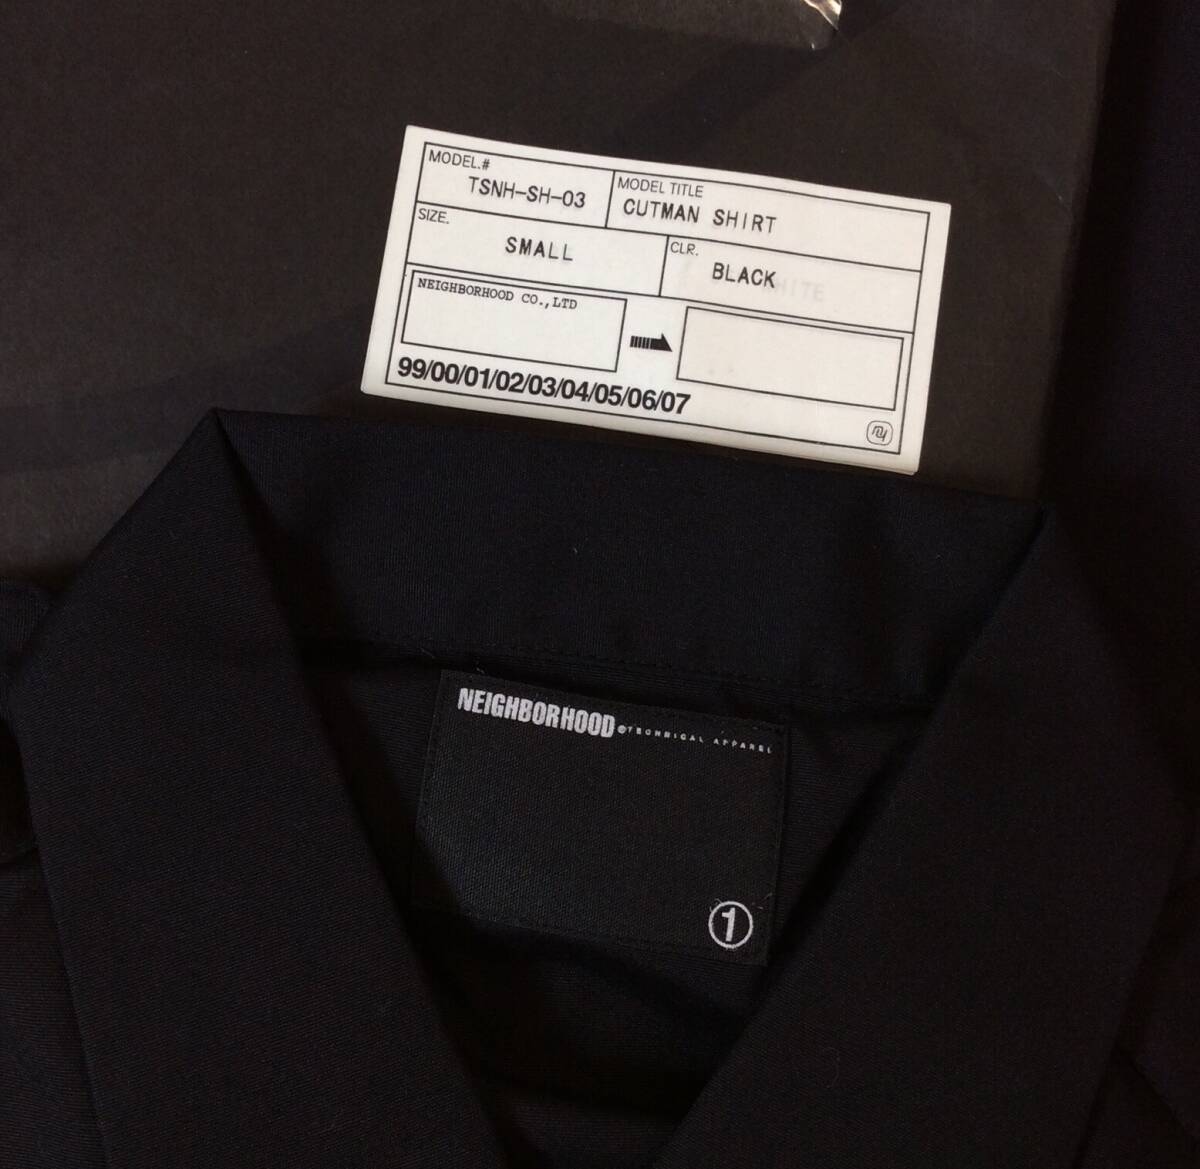 MODEL.#
TSNH-SH-03
MODEL TITLE
CUTMAN SHIRT
SIZE.
SMALL
CLR.
BLACK
NEIGHBORHOOD CO.,LTD
99/00/01/02/03/04/05/06/07
NEIGHBORHOOD ®TECHNICAL APPAREL
1